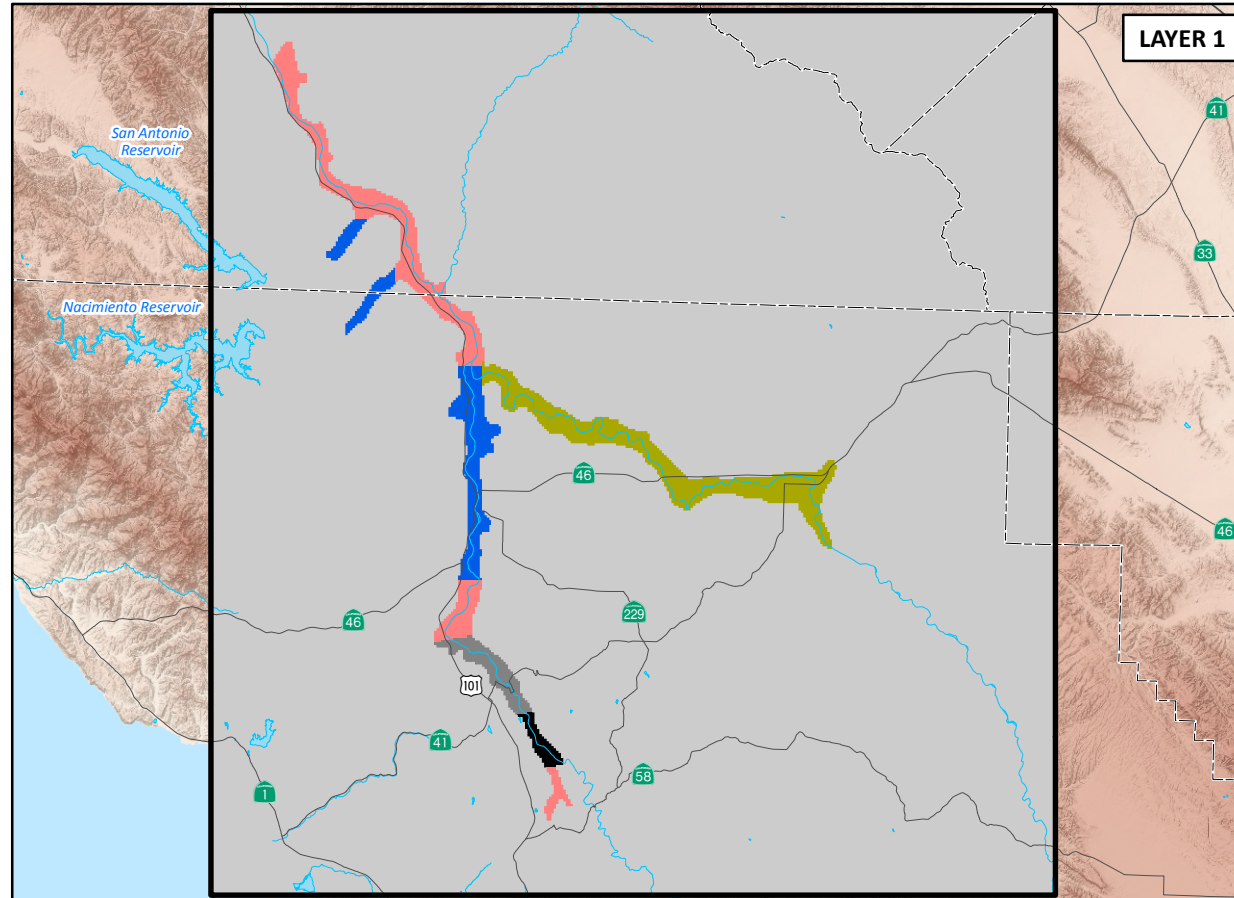 LAYER 1
41
San Antonio
Reservoir
33
Nacimiento Reservoir
46
46
229
46
101
41
58
1